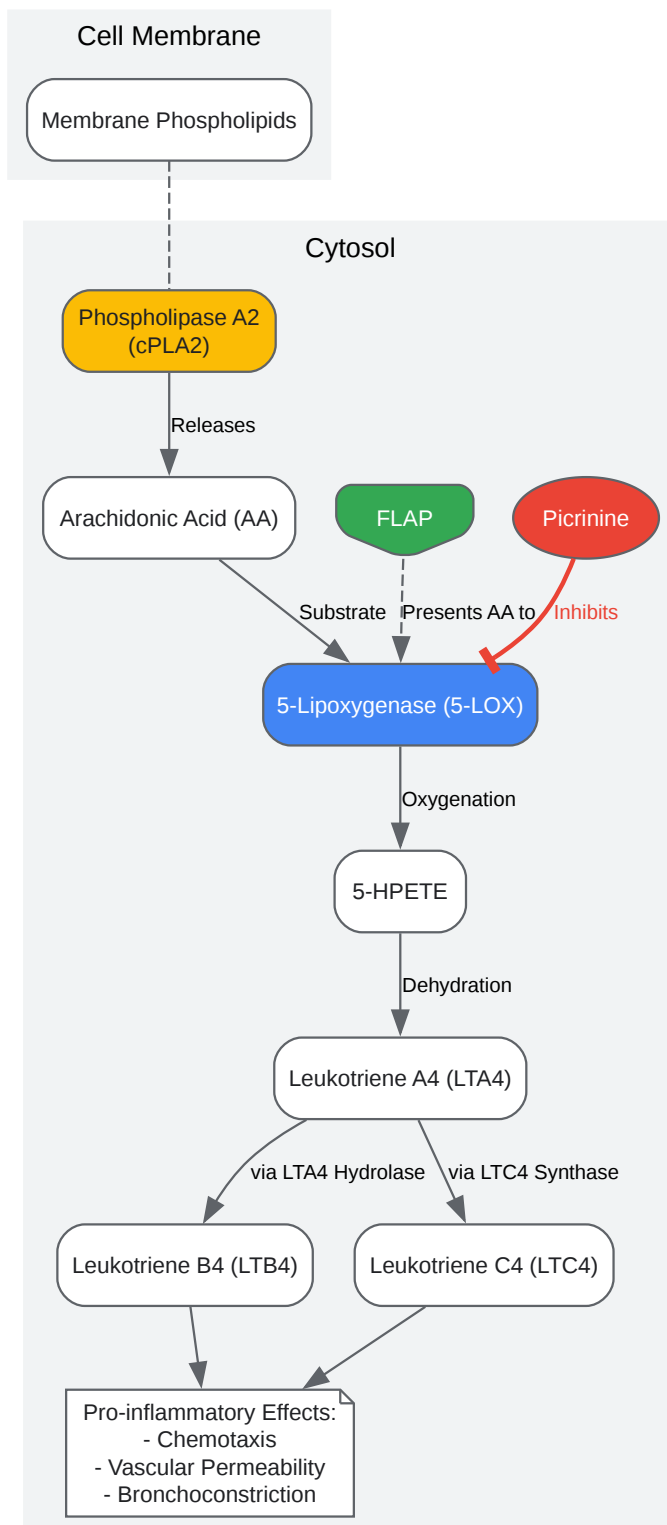 Cell Membrane
Membrane Phospholipids
Cytosol
Phospholipase A2
(cPLA2)
Releases
Arachidonic Acid (AA)
FLAP
Picrinine
Substrate
Presents AA to
Inhibits
5-Lipoxygenase (5-LOX)
Oxygenation
5-HPETE
Dehydration
Leukotriene A4 (LTA4)
via LTA4 Hydrolase
via LTC4 Synthase
Leukotriene B4 (LTB4)
Leukotriene C4 (LTC4)
Pro-inflammatory Effects:
- Chemotaxis
- Vascular Permeability
- Bronchoconstriction